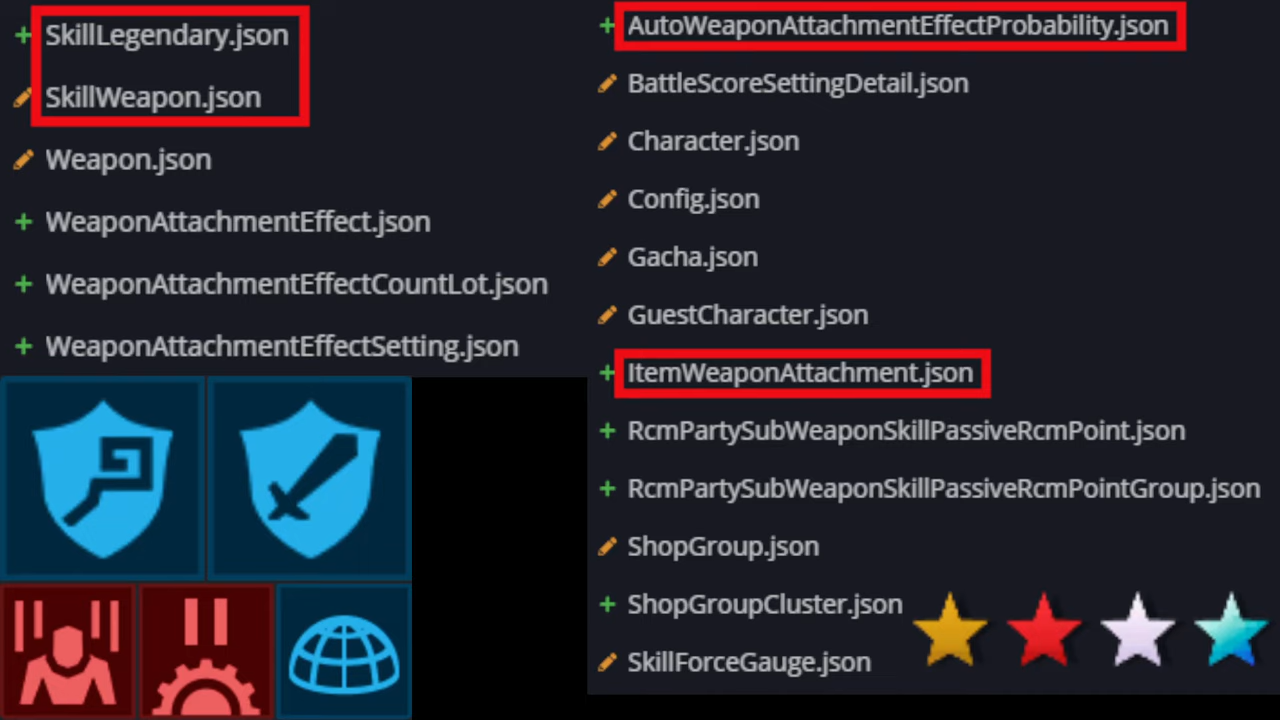 SkillLegendary.json
SkillWeapon.json
Weapon.json
WeaponAttachmentEffect.json
WeaponAttachmentEffectCountLot.json
WeaponAttachmentEffectSetting.json
AutoWeaponAttachmentEffectProbability.json
BattleScoreSettingDetail.json
Character.json
Config.json
Gacha.json
GuestCharacter.json
ItemWeaponAttachment.json
RcmPartySubWeaponSkillPassiveRcmPoint.json
RcmPartySubWeaponSkillPassiveRcmPointGroup.json
ShopGroup.json
ShopGroupCluster.json
SkillForceGauge.json